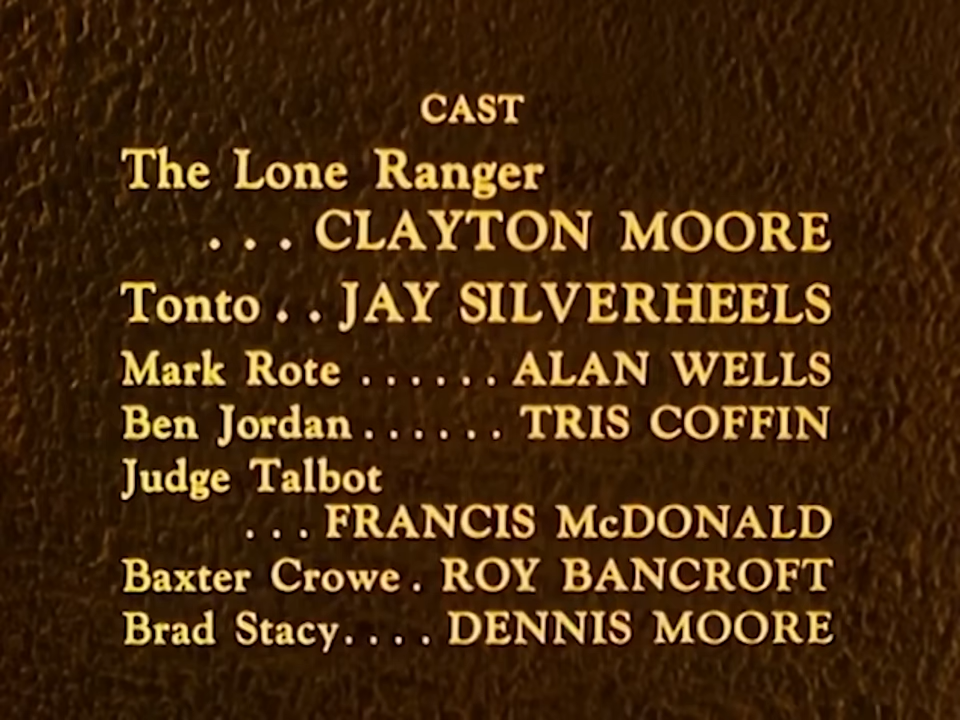 CAST
The Lone Ranger
. . . CLAYTON MOORE
Tonto . . JAY SILVERHEELS
Mark Rote . . . . . . ALAN WELLS
Ben Jordan . . . . . . TRIS COFFIN
Judge Talbot
. . . FRANCIS McDONALD
Baxter Crowe . ROY BANCROFT
Brad Stacy. . . . DENNIS MOORE